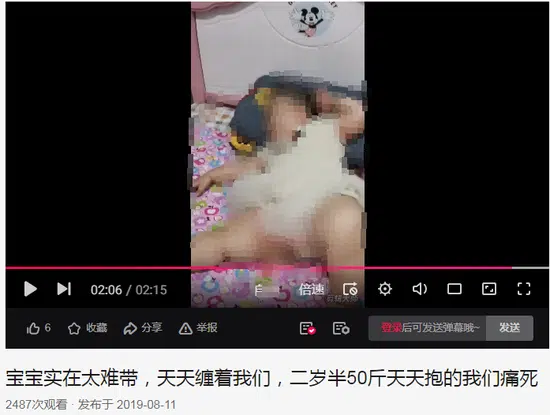 02:06 / 02:15
倍速
6
收藏
分享
举报
登录后可发送弹幕哦~
发送
宝宝实在太难带，天天缠着我们，二岁半50斤天天抱的我们痛死
2487次观看 · 发布于 2019-08-11